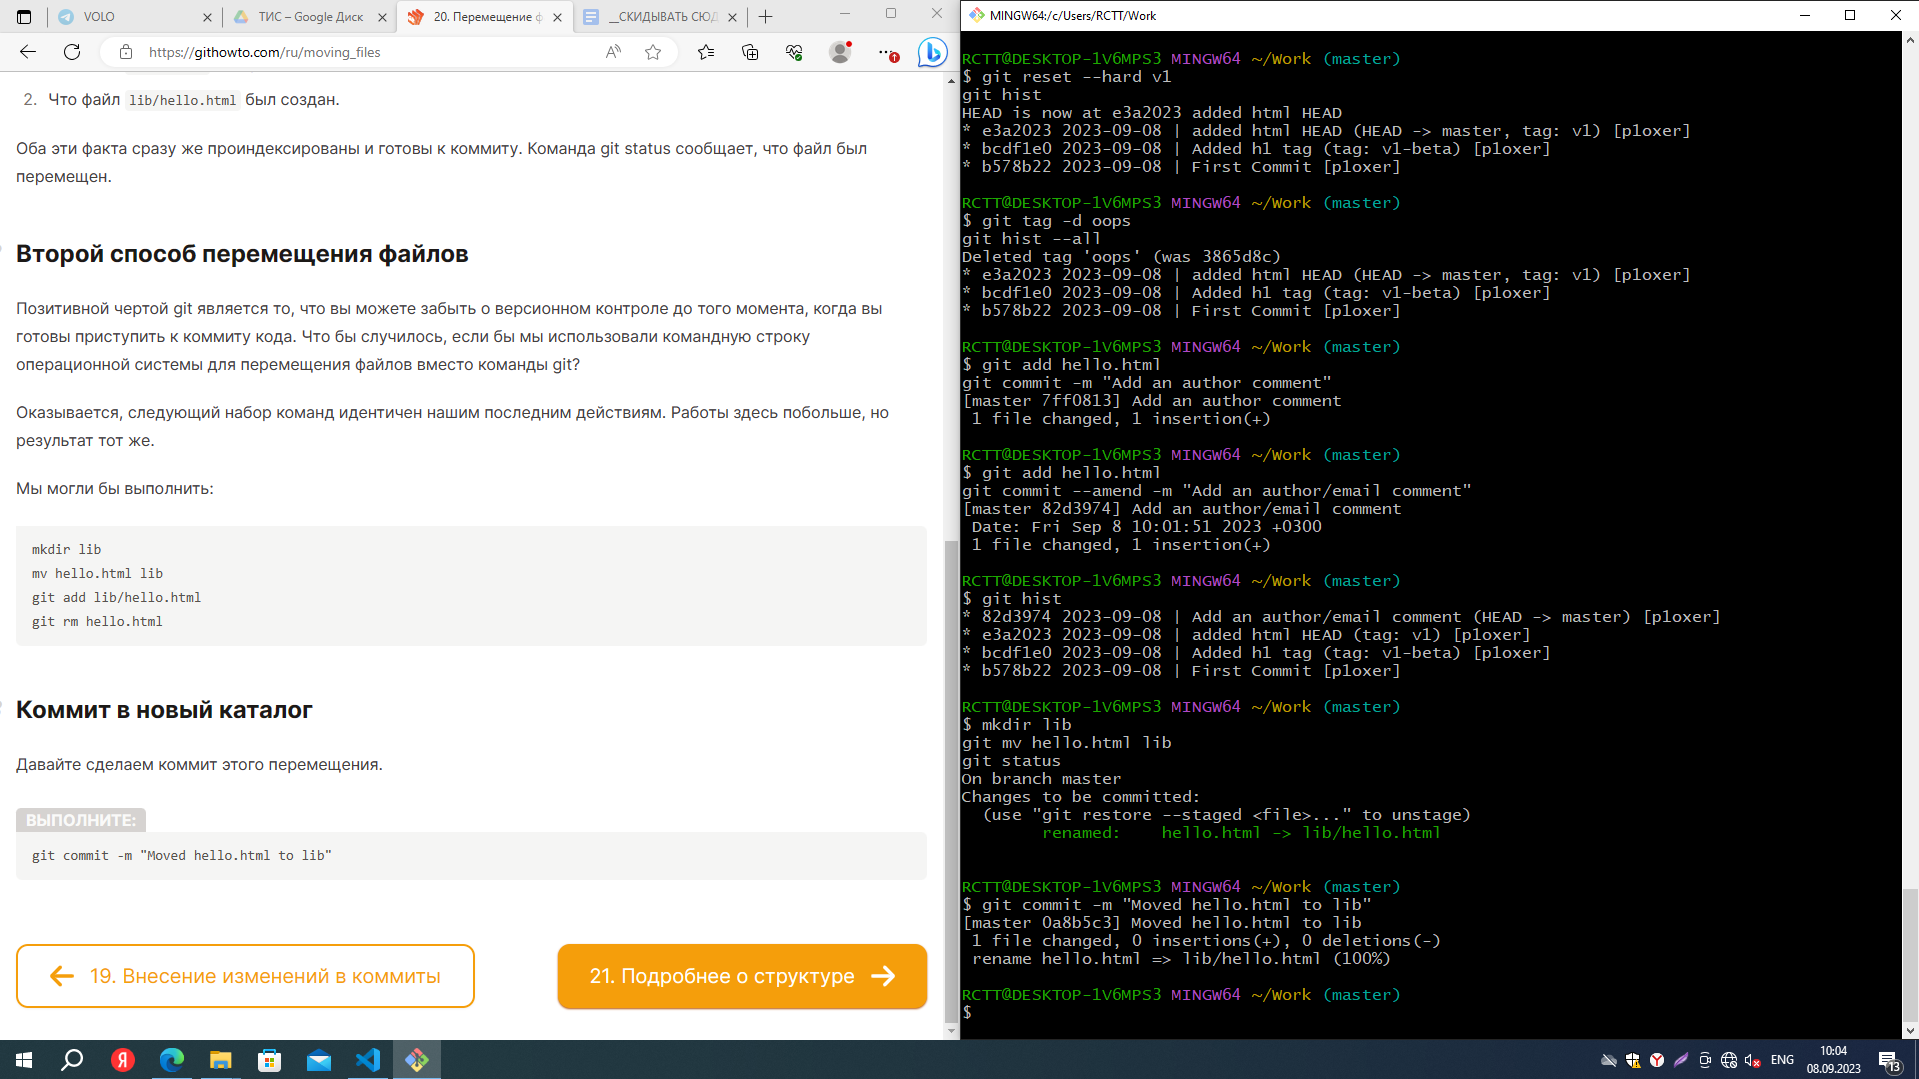 VOLO
ТИС – Google Диск
20. Перемещение ф
__СКИДЫВАТЬ СЮД
https://githowto.com/ru/moving_files
2. Что файл lib/hello.html был создан.
Оба эти факта сразу же проиндексированы и готовы к коммиту. Команда git status сообщает, что файл был
перемещен.
Второй способ перемещения файлов
Позитивной чертой git является то, что вы можете забыть о версионном контроле до того момента, когда вы
готовы приступить к коммиту кода. Что бы случилось, если бы мы использовали командную строку
операционной системы для перемещения файлов вместо команды git?
Оказывается, следующий набор команд идентичен нашим последним действиям. Работы здесь побольше, но
результат тот же.
Мы могли бы выполнить:
mkdir lib
mv hello.html lib
git add lib/hello.html
git rm hello.html
Коммит в новый каталог
Давайте сделаем коммит этого перемещения.
ВЫПОЛНИТЕ:
git commit -m "Moved hello.html to lib"
19. Внесение изменений в коммиты
21. Подробнее о структуре
MINGW64:/c/Users/RCTT/Work
RCTT@DESKTOP-1V6MPS3 MINGW64 ~/Work (master)
$ git reset --hard v1
git hist
HEAD is now at e3a2023 added html HEAD
* e3a2023 2023-09-08 | added html HEAD (HEAD -> master, tag: v1) [p1oxer]
* bcdf1e0 2023-09-08 | Added h1 tag (tag: v1-beta) [p1oxer]
* b578b22 2023-09-08 | First Commit [p1oxer]
RCTT@DESKTOP-1V6MPS3 MINGW64 ~/Work (master)
$ git tag -d oops
git hist --all
Deleted tag 'oops' (was 3865d8c)
* e3a2023 2023-09-08 | added html HEAD (HEAD -> master, tag: v1) [p1oxer]
* bcdf1e0 2023-09-08 | Added h1 tag (tag: v1-beta) [p1oxer]
* b578b22 2023-09-08 | First Commit [p1oxer]
RCTT@DESKTOP-1V6MPS3 MINGW64 ~/Work (master)
$ git add hello.html
git commit -m "Add an author comment"
[master 7ff0813] Add an author comment
1 file changed, 1 insertion(+)
RCTT@DESKTOP-1V6MPS3 MINGW64 ~/Work (master)
$ git add hello.html
git commit --amend -m "Add an author/email comment"
[master 82d3974] Add an author/email comment
Date: Fri Sep 8 10:01:51 2023 +0300
1 file changed, 1 insertion(+)
RCTT@DESKTOP-1V6MPS3 MINGW64 ~/Work (master)
$ git hist
* 82d3974 2023-09-08 | Add an author/email comment (HEAD -> master) [p1oxer]
* e3a2023 2023-09-08 | added html HEAD (tag: v1) [p1oxer]
* bcdf1e0 2023-09-08 | Added h1 tag (tag: v1-beta) [p1oxer]
* b578b22 2023-09-08 | First Commit [p1oxer]
RCTT@DESKTOP-1V6MPS3 MINGW64 ~/Work (master)
$ mkdir lib
git mv hello.html lib
git status
On branch master
Changes to be committed:
(use "git restore --staged <file>..." to unstage)
renamed: hello.html -> lib/hello.html
RCTT@DESKTOP-1V6MPS3 MINGW64 ~/Work (master)
$ git commit -m "Moved hello.html to lib"
[master 0a8b5c3] Moved hello.html to lib
1 file changed, 0 insertions(+), 0 deletions(-)
rename hello.html => lib/hello.html (100%)
RCTT@DESKTOP-1V6MPS3 MINGW64 ~/Work (master)
$
ENG
10:04
08.09.2023
13